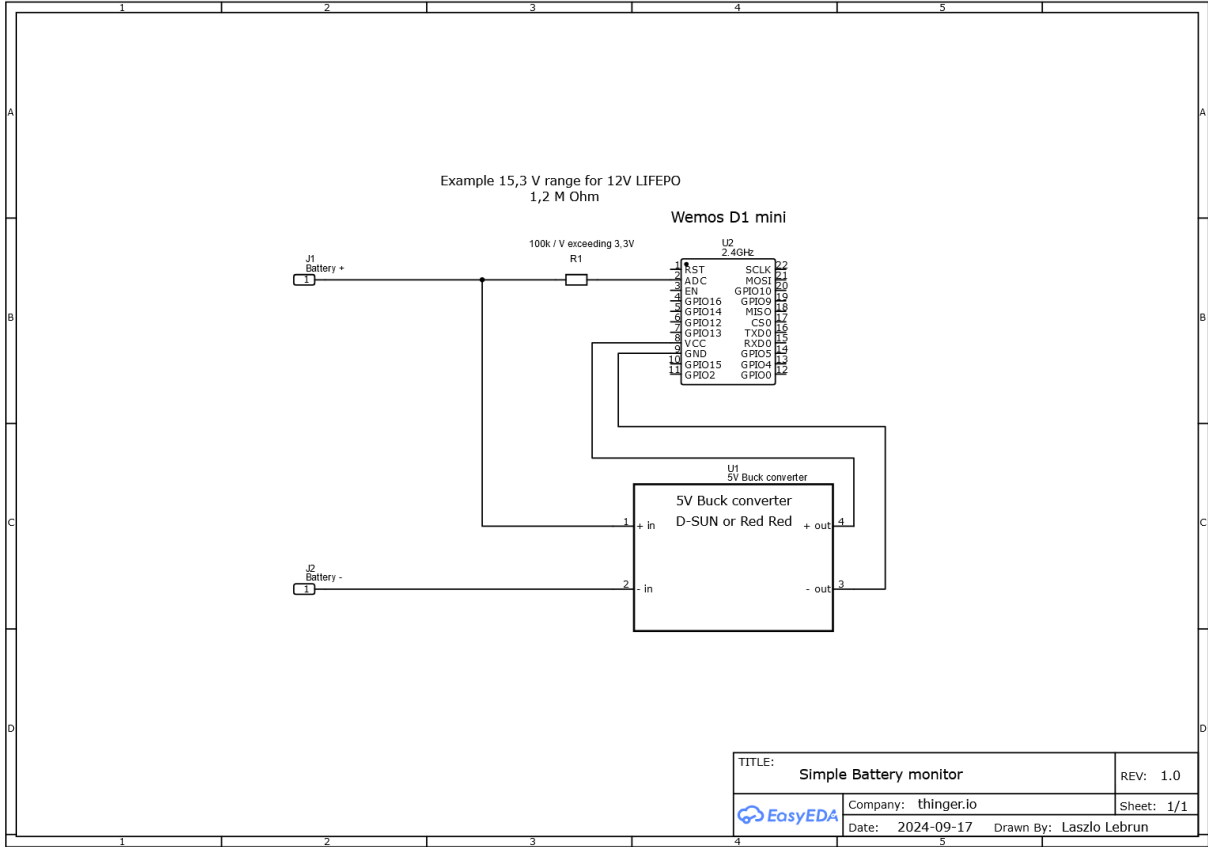 1 2 3 4 5
A A
B B
C C
D D
1 2 3 4 5
Example 15,3 V range for 12V LIFEPO
1,2 M Ohm
Wemos D1 mini
100k / V exceeding 3,3V
R1
U2
2.4GHz
J1
Battery +
1
1 RST SCLK 22
2 ADC MOSI 21
3 EN GPIO10 20
4 GPIO16 GPIO9 19
5 GPIO14 MISO 18
6 GPIO12 CS0 17
7 GPIO13 TXD0 16
8 VCC RXD0 15
9 GND GPIO5 14
10 GPIO15 GPIO4 13
11 GPIO2 GPIO0 12
U1
5V Buck converter
5V Buck converter
D-SUN or Red Red
1 + in + out 4
2 - in - out 3
J2
Battery -
1
TITLE:
Simple Battery monitor
REV: 1.0
EasyEDA
Company: thinger.io
Sheet: 1/1
Date: 2024-09-17 Drawn By: Laszlo Lebrun